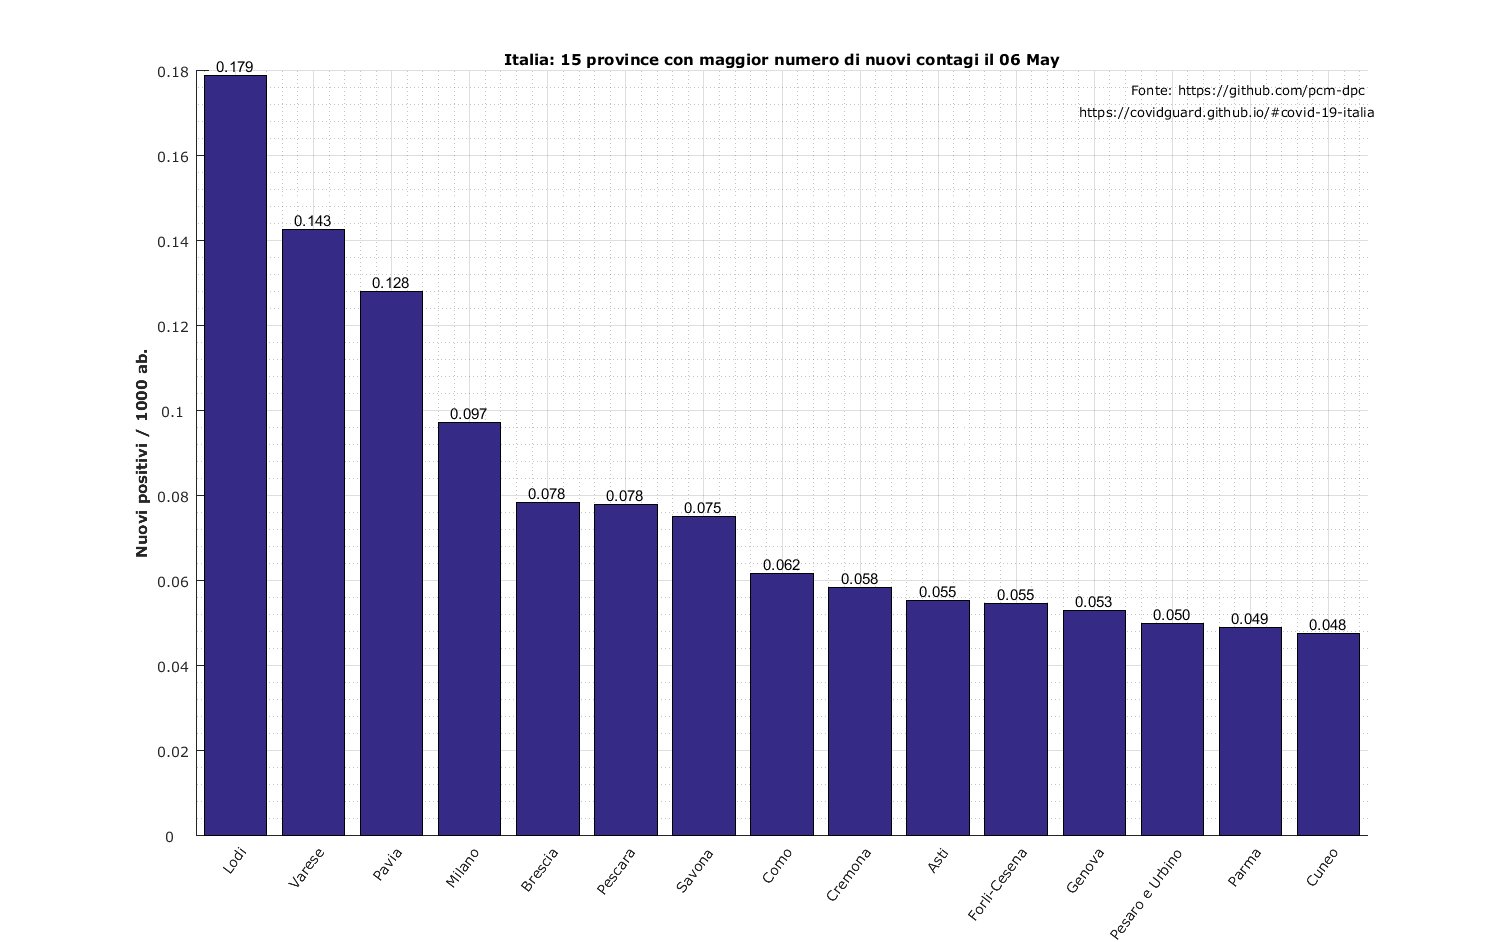 Italia: 15 province con maggior numero di nuovi contagi il 06 May
Fonte: https://github.com/pcm-dpc
https://covidguard.github.io/#covid-19-italia
Nuovi positivi / 1000 ab.
0.18
0.16
0.14
0.12
0.1
0.08
0.06
0.04
0.02
0
0.179
0.143
0.128
0.097
0.078
0.078
0.075
0.062
0.058
0.055
0.055
0.053
0.050
0.049
0.048
Lodi
Varese
Pavia
Milano
Brescia
Pescara
Savona
Como
Cremona
Asti
Forlì-Cesena
Genova
Pesaro e Urbino
Parma
Cuneo